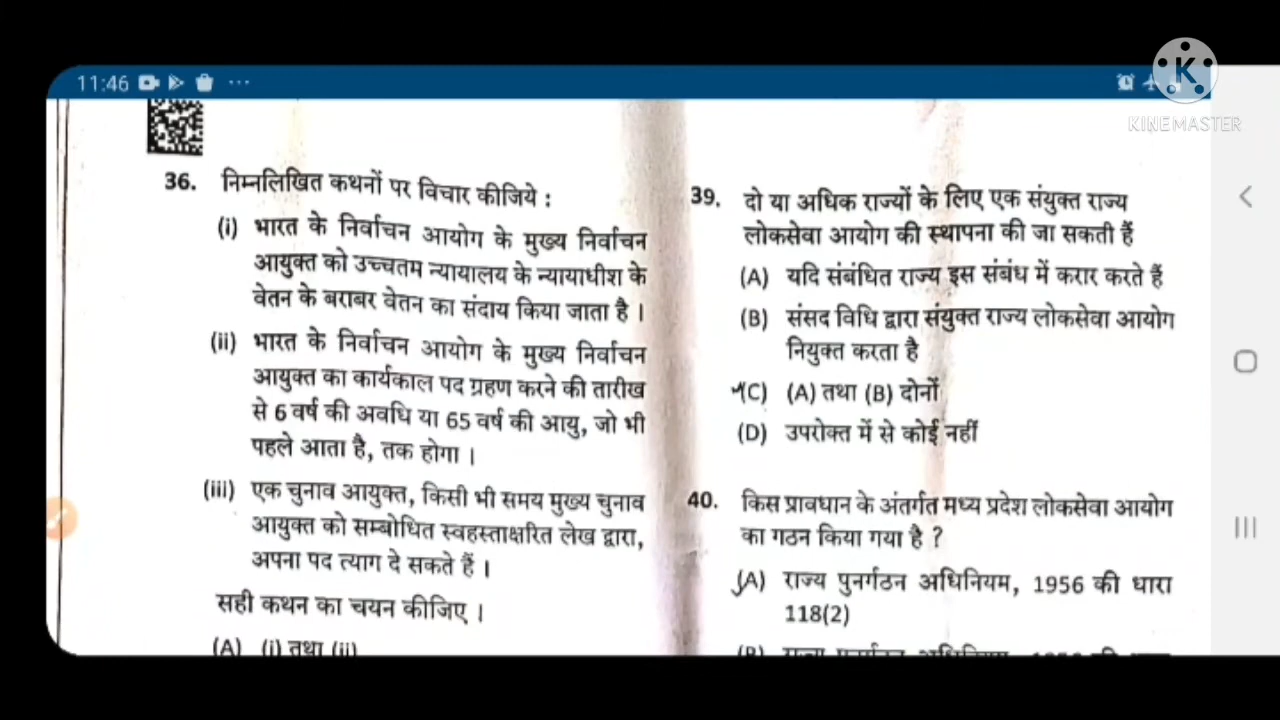 11:46
KINEMASTER
36. निम्नलिखित कथनों पर विचार कीजिये :
(i) भारत के निर्वाचन आयोग के मुख्य निर्वाचन
आयुक्त को उच्चतम न्यायालय के न्यायाधीश के
वेतन के बराबर वेतन का संदाय किया जाता है ।
(ii) भारत के निर्वाचन आयोग के मुख्य निर्वाचन
आयुक्त का कार्यकाल पद ग्रहण करने की तारीख
से 6 वर्ष की अवधि या 65 वर्ष की आयु, जो भी
पहले आता है, तक होगा ।
(iii) एक चुनाव आयुक्त, किसी भी समय मुख्य चुनाव
आयुक्त को सम्बोधित स्वहस्ताक्षरित लेख द्वारा,
अपना पद त्याग दे सकते हैं ।
सही कथन का चयन कीजिए ।
(A) (i) तथा (ii)
39. दो या अधिक राज्यों के लिए एक संयुक्त राज्य
लोकसेवा आयोग की स्थापना की जा सकती हैं
(A) यदि संबंधित राज्य इस संबंध में करार करते हैं
(B) संसद विधि द्वारा संयुक्त राज्य लोकसेवा आयोग
नियुक्त करता है
(C) (A) तथा (B) दोनों
(D) उपरोक्त में से कोई नहीं
40. किस प्रावधान के अंतर्गत मध्य प्रदेश लोकसेवा आयोग
का गठन किया गया है ?
(A) राज्य पुनर्गठन अधिनियम, 1956 की धारा
118(2)